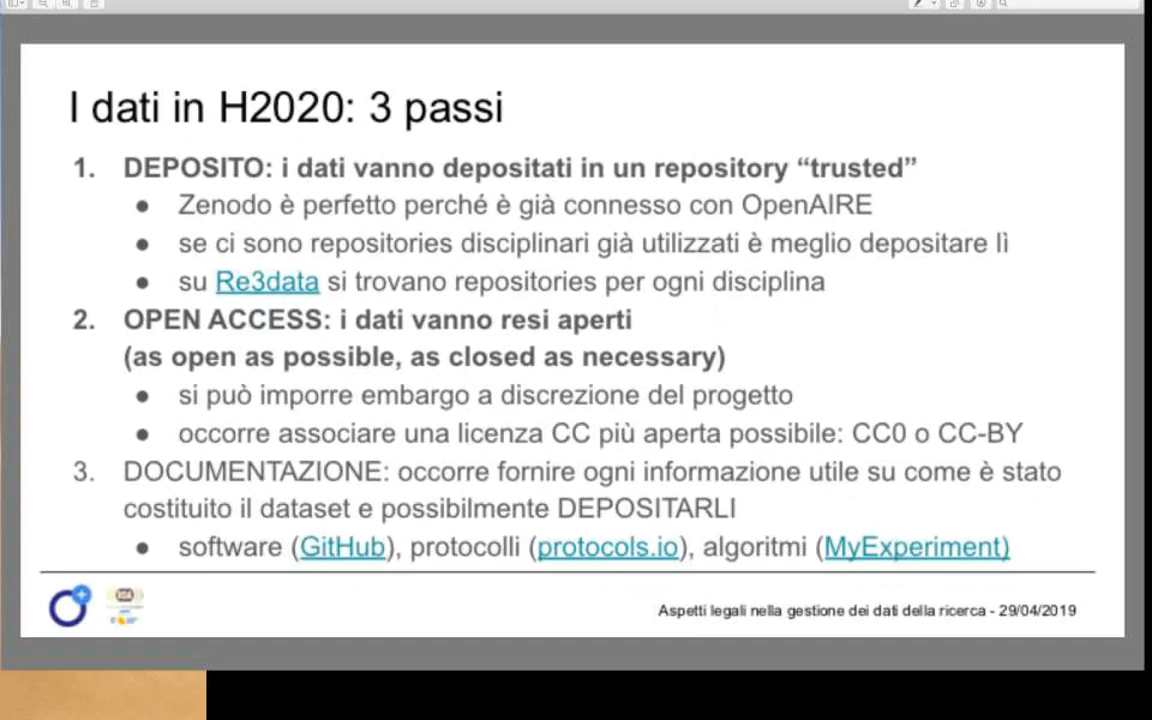 I dati in H2020: 3 passi
1. DEPOSITO: i dati vanno depositati in un repository “trusted”
● Zenodo è perfetto perché è già connesso con OpenAIRE
● se ci sono repositories disciplinari già utilizzati è meglio depositare lì
● su Re3data si trovano repositories per ogni disciplina
2. OPEN ACCESS: i dati vanno resi aperti
(as open as possible, as closed as necessary)
● si può imporre embargo a discrezione del progetto
● occorre associare una licenza CC più aperta possibile: CC0 o CC-BY
3. DOCUMENTAZIONE: occorre fornire ogni informazione utile su come è stato
costituito il dataset e possibilmente DEPOSITARLI
● software (GitHub), protocolli (protocols.io), algoritmi (MyExperiment)
Aspetti legali nella gestione dei dati della ricerca - 29/04/2019